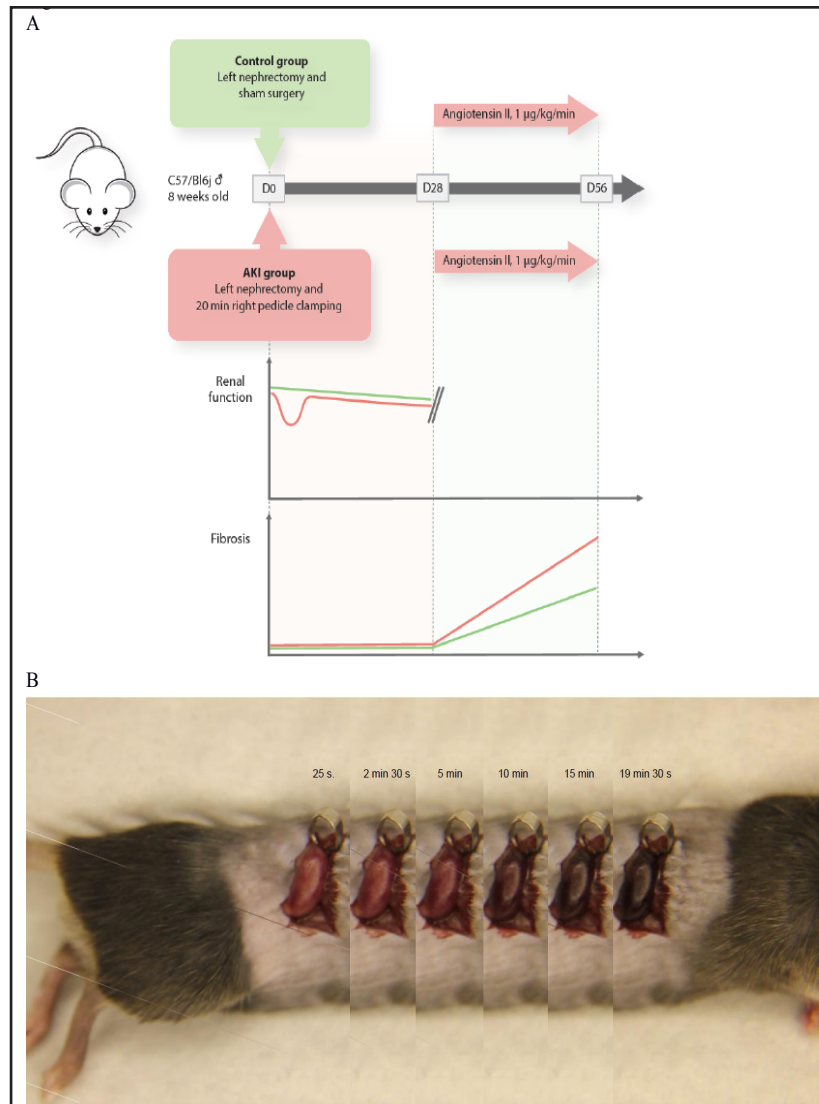 A
Control group
Left nephrectomy and
sham surgery
Angiotensin II, 1 µg/kg/min
C57/Bl6j ♂
8 weeks old
D0
D28
D56
AKI group
Left nephrectomy and
20 min right pedicle clamping
Angiotensin II, 1 µg/kg/min
Renal
function
Fibrosis
B
25 s.
2 min 30 s
5 min
10 min
15 min
19 min 30 s